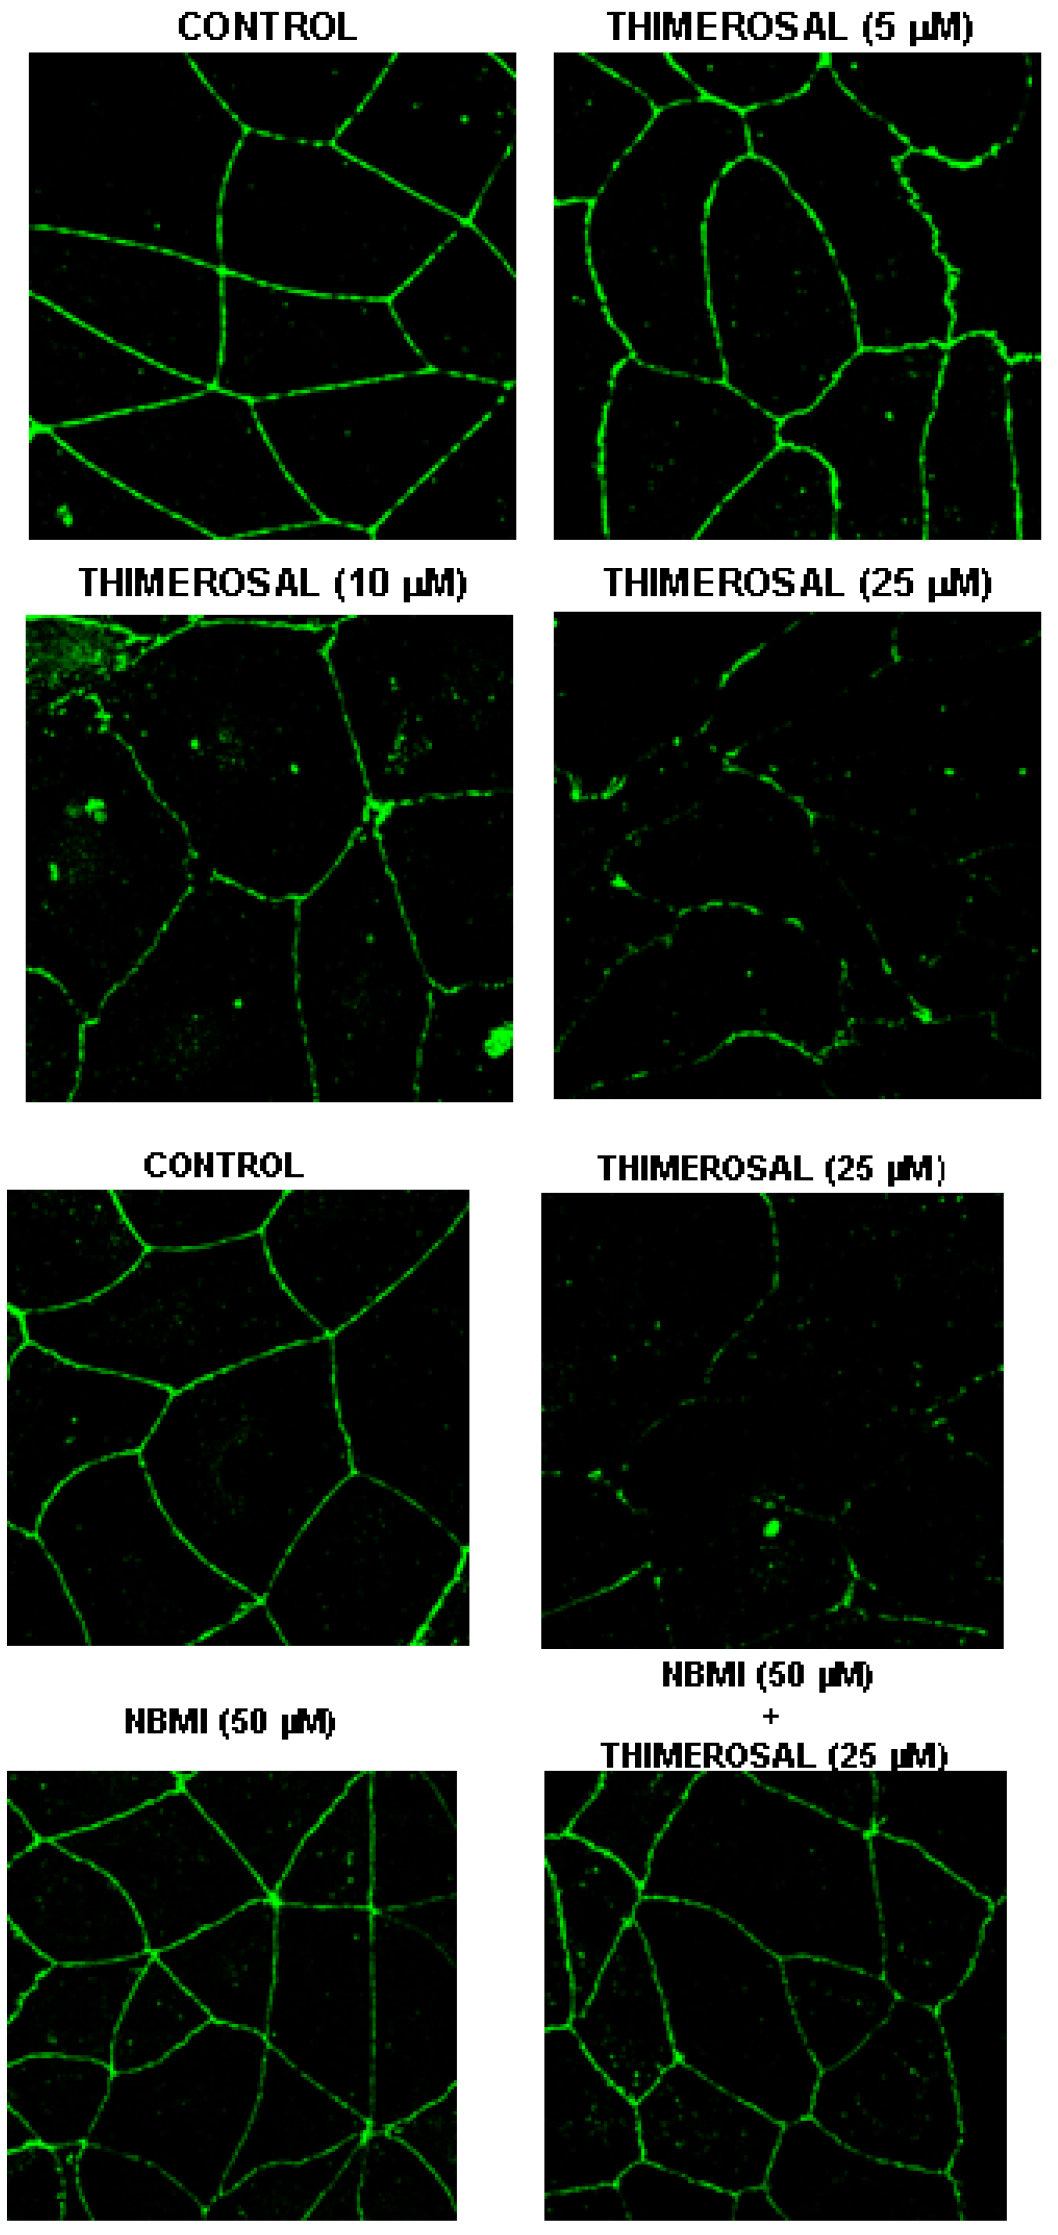 CONTROL
THIMEROSAL (5 µM)
THIMEROSAL (10 µM)
THIMEROSAL (25 µM)
CONTROL
THIMEROSAL (25 µM)
NBMI (50 µM)
NBMI (50 µM)
+
THIMEROSAL (25 µM)